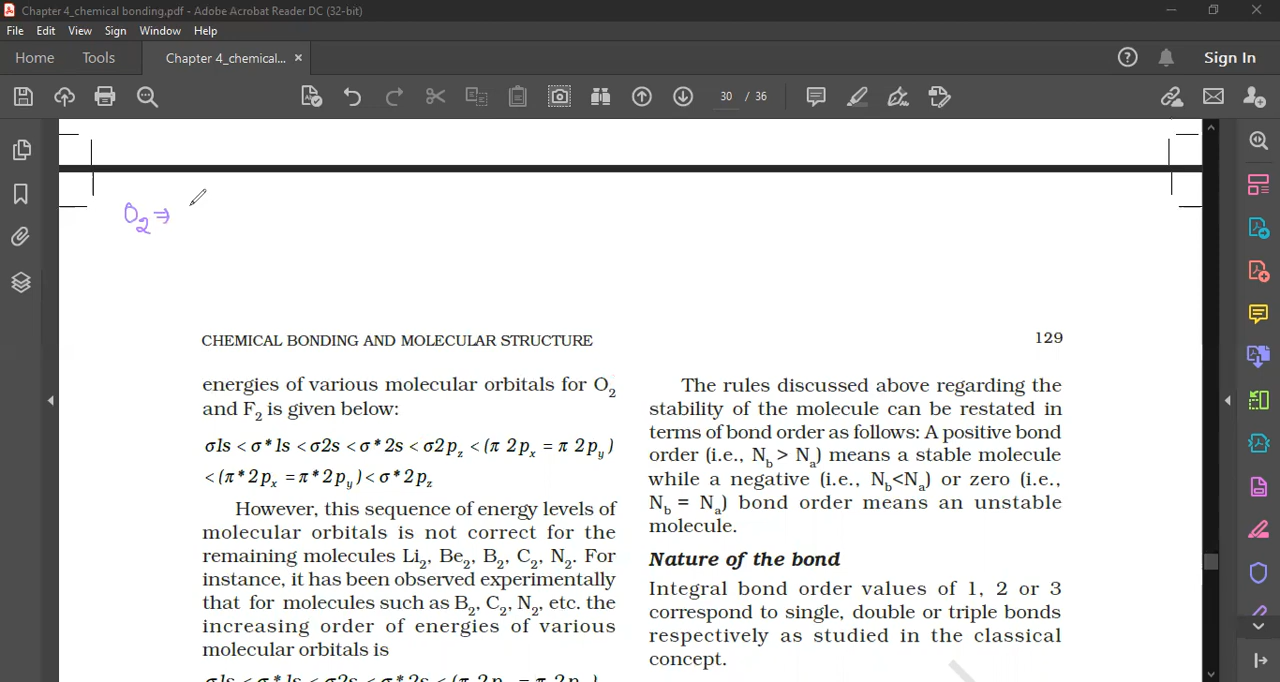 Chapter 4_chemical bonding.pdf - Adobe Acrobat Reader DC (32-bit)
File Edit View Sign Window Help
Home Tools Chapter 4_chemical... × Sign In
30 / 36
O₂ ⇒
CHEMICAL BONDING AND MOLECULAR STRUCTURE 129
energies of various molecular orbitals for O₂
and F₂ is given below:
σ1s < σ*1s < σ2s < σ*2s < σ2p_z < (π 2p_x = π 2p_y)
< (π*2p_x = π*2p_y) < σ*2p_z
However, this sequence of energy levels of
molecular orbitals is not correct for the
remaining molecules Li₂, Be₂, B₂, C₂, N₂. For
instance, it has been observed experimentally
that for molecules such as B₂, C₂, N₂, etc. the
increasing order of energies of various
molecular orbitals is
σ1s < σ*1s < σ2s < σ*2s < (π 2p_x = π 2p_y)
The rules discussed above regarding the
stability of the molecule can be restated in
terms of bond order as follows: A positive bond
order (i.e., N_b > N_a) means a stable molecule
while a negative (i.e., N_b<N_a) or zero (i.e.,
N_b = N_a) bond order means an unstable
molecule.
Nature of the bond
Integral bond order values of 1, 2 or 3
correspond to single, double or triple bonds
respectively as studied in the classical
concept.